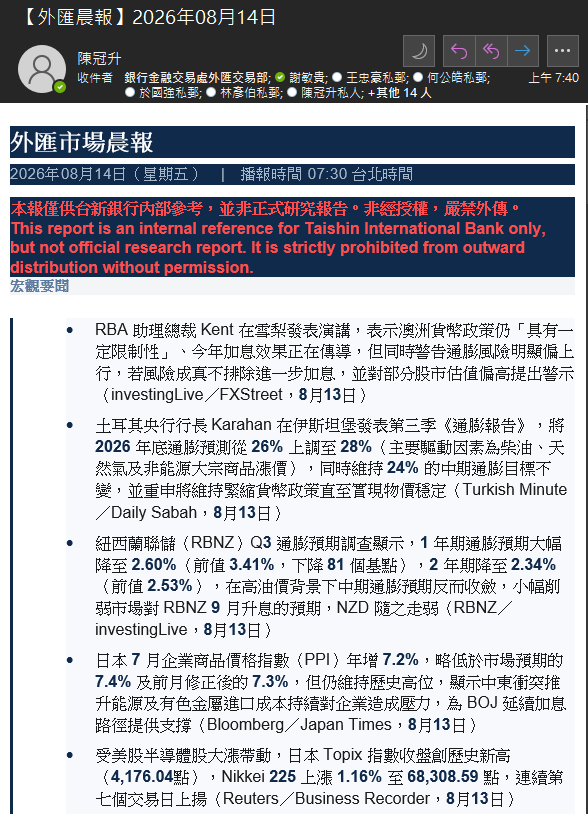 【外匯晨報】2026年08月14日
陳冠升
收件者 銀行金融交易處外匯交易部; 謝敏貴; 王忠豪私郵; 何公皓私郵;
於國強私郵; 林彥伯私郵; 陳冠升私人; +其他 14 人
上午 7:40
外匯市場晨報
2026年08月14日（星期五） | 播報時間 07:30 台北時間
本報僅供台新銀行內部參考，並非正式研究報告。非經授權，嚴禁外傳。
This report is an internal reference for Taishin International Bank only,
but not official research report. It is strictly prohibited from outward
distribution without permission.
宏觀要聞
• RBA 助理總裁 Kent 在雪梨發表演講，表示澳洲貨幣政策仍「具有一
定限制性」、今年加息效果正在傳導，但同時警告通膨風險明顯偏上
行，若風險成真不排除進一步加息，並對部分股市估值偏高提出警示
（investingLive／FXStreet，8月13日）
• 土耳其央行行長 Karahan 在伊斯坦堡發表第三季《通膨報告》，將
2026 年底通膨預測從 26% 上調至 28%（主要驅動因素為柴油、天
然氣及非能源大宗商品漲價），同時維持 24% 的中期通膨目標不
變，並重申將維持緊縮貨幣政策直至實現物價穩定（Turkish Minute
／Daily Sabah，8月13日）
• 紐西蘭聯儲（RBNZ）Q3 通膨預期調查顯示，1 年期通膨預期大幅
降至 2.60%（前值 3.41%，下降 81 個基點），2 年期降至 2.34%
（前值 2.53%），在高油價背景下中期通膨預期反而收斂，小幅削
弱市場對 RBNZ 9 月升息的預期，NZD 隨之走弱（RBNZ／
investingLive，8月13日）
• 日本 7 月企業商品價格指數（PPI）年增 7.2%，略低於市場預期的
7.4% 及前月修正後的 7.3%，但仍維持歷史高位，顯示中東衝突推
升能源及有色金屬進口成本持續對企業造成壓力，為 BOJ 延續加息
路徑提供支撐（Bloomberg／Japan Times，8月13日）
• 受美股半導體股大漲帶動，日本 Topix 指數收盤創歷史新高
（4,176.04點），Nikkei 225 上漲 1.16% 至 68,308.59 點，連續第
七個交易日上揚（Reuters／Business Recorder，8月13日）